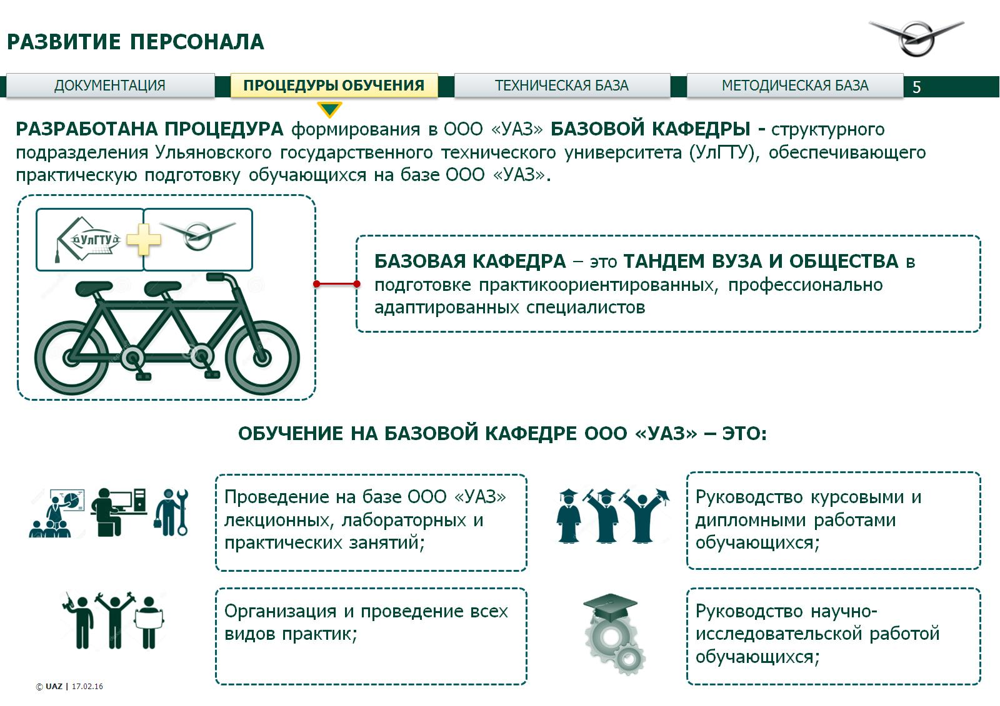 РАЗВИТИЕ ПЕРСОНАЛА
ДОКУМЕНТАЦИЯ
ПРОЦЕДУРЫ ОБУЧЕНИЯ
ТЕХНИЧЕСКАЯ БАЗА
МЕТОДИЧЕСКАЯ БАЗА
5
РАЗРАБОТАНА ПРОЦЕДУРА формирования в ООО «УАЗ» БАЗОВОЙ КАФЕДРЫ - структурного
подразделения Ульяновского государственного технического университета (УлГТУ), обеспечивающего
практическую подготовку обучающихся на базе ООО «УАЗ».
УлГТУ
БАЗОВАЯ КАФЕДРА – это ТАНДЕМ ВУЗА И ОБЩЕСТВА в
подготовке практикоориентированных, профессионально
адаптированных специалистов
ОБУЧЕНИЕ НА БАЗОВОЙ КАФЕДРЕ ООО «УАЗ» – ЭТО:
Проведение на базе ООО «УАЗ»
лекционных, лабораторных и
практических занятий;
Руководство курсовыми и
дипломными работами
обучающихся;
Организация и проведение всех
видов практик;
Руководство научно-
исследовательской работой
обучающихся;
© UAZ | 17.02.16